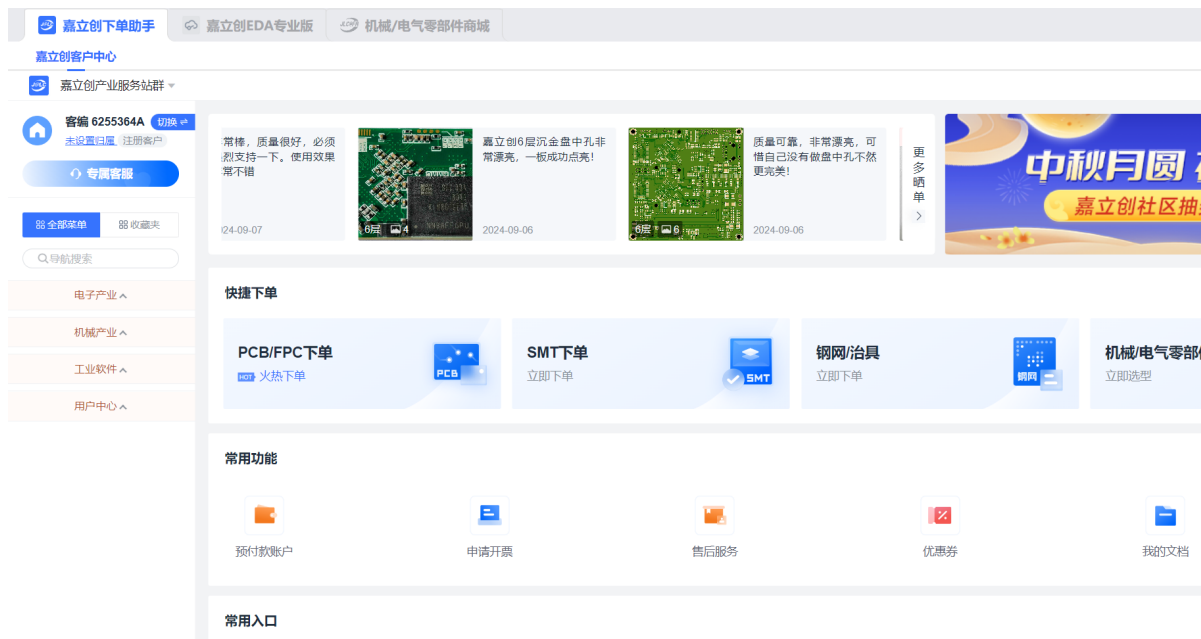 嘉立创下单助手
嘉立创EDA专业版
机械/电气零部件商城
嘉立创客户中心
嘉立创产业服务站群
客编 6255364A
切换
未设置归属
注册客户
专属客服
全部菜单
收藏夹
导航搜索
电子产业
机械产业
工业软件
用户中心
常棒，质量很好，必须
烈支持一下。使用效果
常不错
24-09-07
6层
4
嘉立创6层沉金盘中孔非
常漂亮，一板成功点亮！
2024-09-06
6层
6
质量可靠，非常漂亮，可
惜自己没有做盘中孔不然
更完美！
2024-09-06
更
多
晒
单
中秋月圆
嘉立创社区抽
快捷下单
PCB/FPC下单
HOT
火热下单
PCB
SMT下单
立即下单
SMT
钢网/治具
立即下单
钢网
机械/电气零部
立即选型
常用功能
预付款账户
申请开票
售后服务
优惠券
我的文档
常用入口